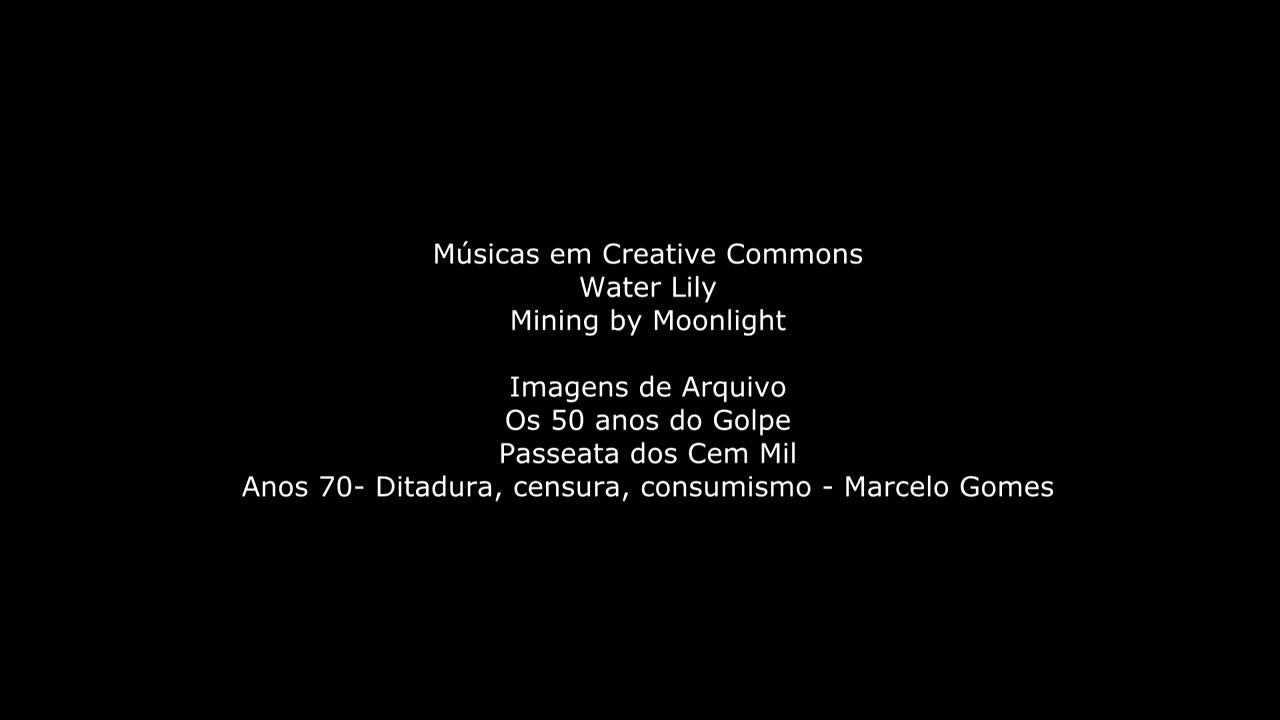 Músicas em Creative Commons
Water Lily
Mining by Moonlight
Imagens de Arquivo
Os 50 anos do Golpe
Passeata dos Cem Mil
Anos 70- Ditadura, censura, consumismo - Marcelo Gomes